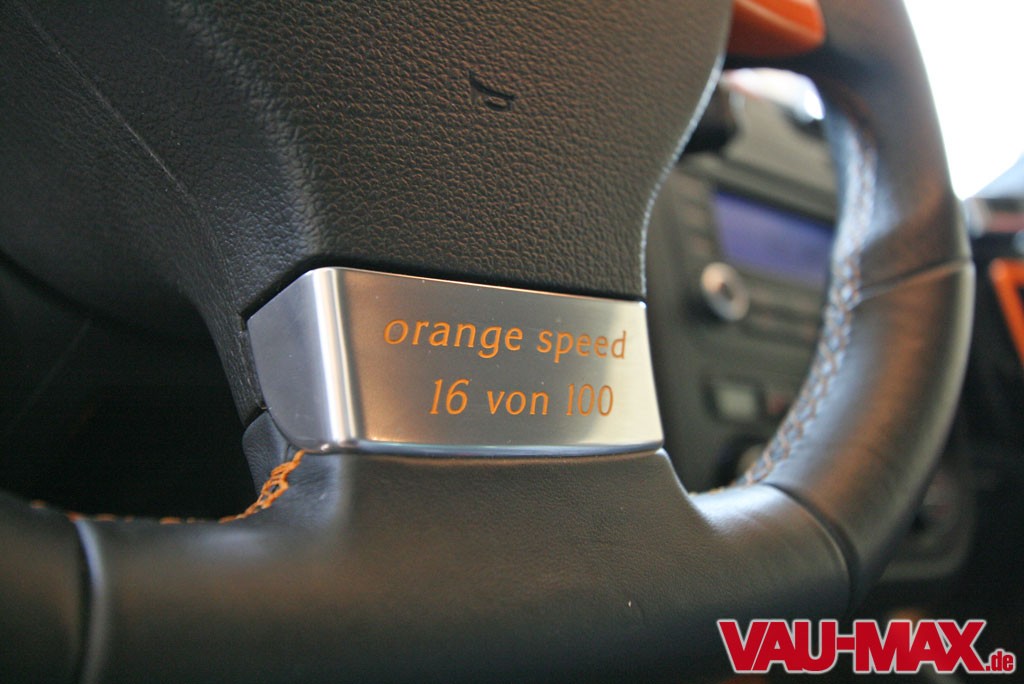 orange speed
16 von 100
VAU-MAX.de